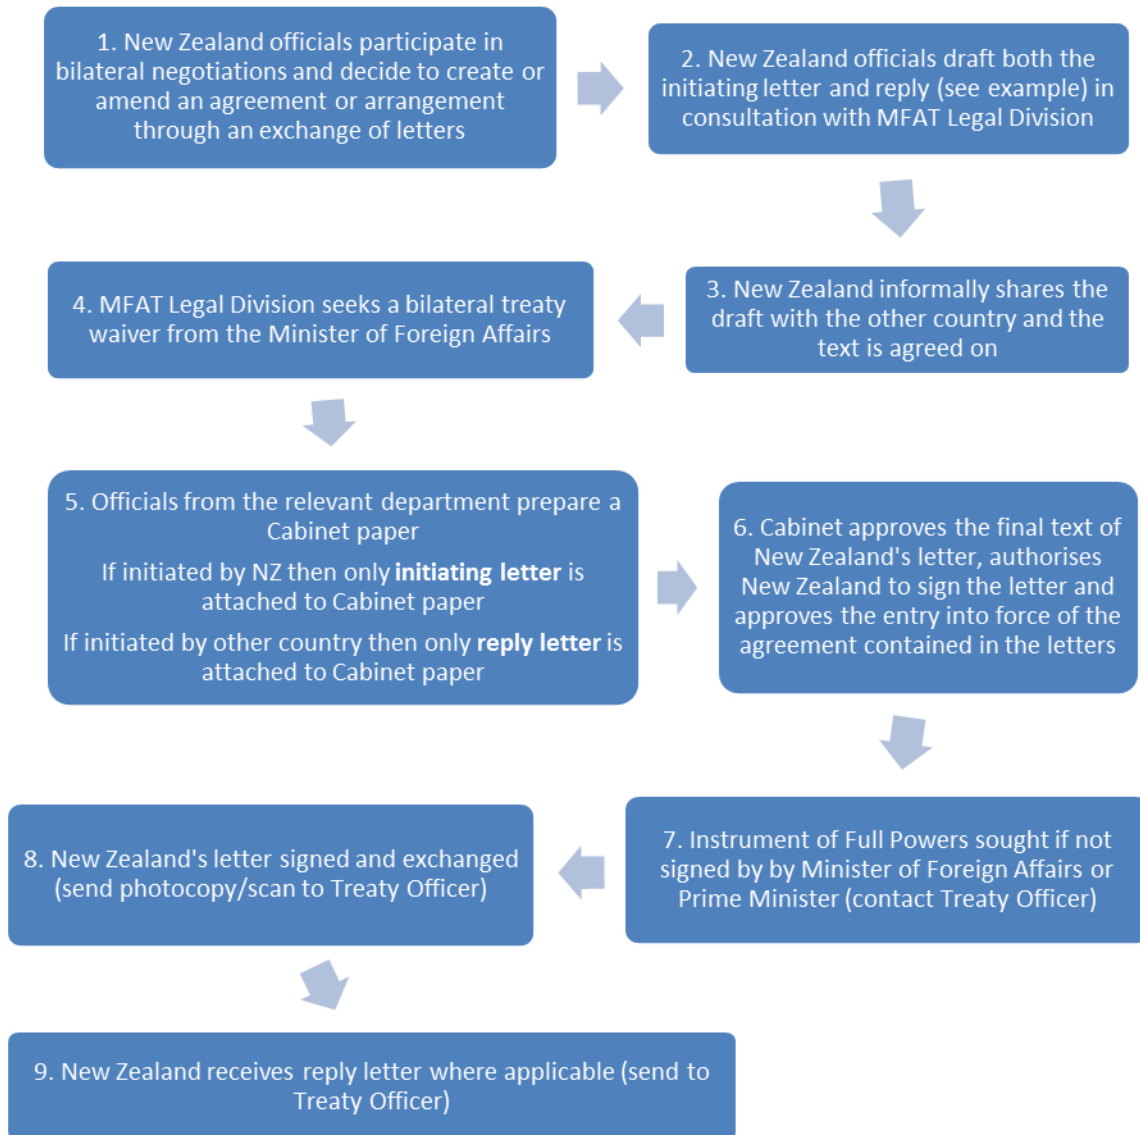 1. New Zealand officials participate in
bilateral negotiations and decide to create or
amend an agreement or arrangement
through an exchange of letters
2. New Zealand officials draft both the
initiating letter and reply (see example) in
consultation with MFAT Legal Division
3. New Zealand informally shares the
draft with the other country and the
text is agreed on
4. MFAT Legal Division seeks a bilateral treaty
waiver from the Minister of Foreign Affairs
5. Officials from the relevant department prepare a
Cabinet paper
If initiated by NZ then only initiating letter is
attached to Cabinet paper
If initiated by other country then only reply letter is
attached to Cabinet paper
6. Cabinet approves the final text of
New Zealand's letter, authorises
New Zealand to sign the letter and
approves the entry into force of the
agreement contained in the letters
7. Instrument of Full Powers sought if not
signed by by Minister of Foreign Affairs or
Prime Minister (contact Treaty Officer)
8. New Zealand's letter signed and exchanged
(send photocopy/scan to Treaty Officer)
9. New Zealand receives reply letter where applicable (send to
Treaty Officer)